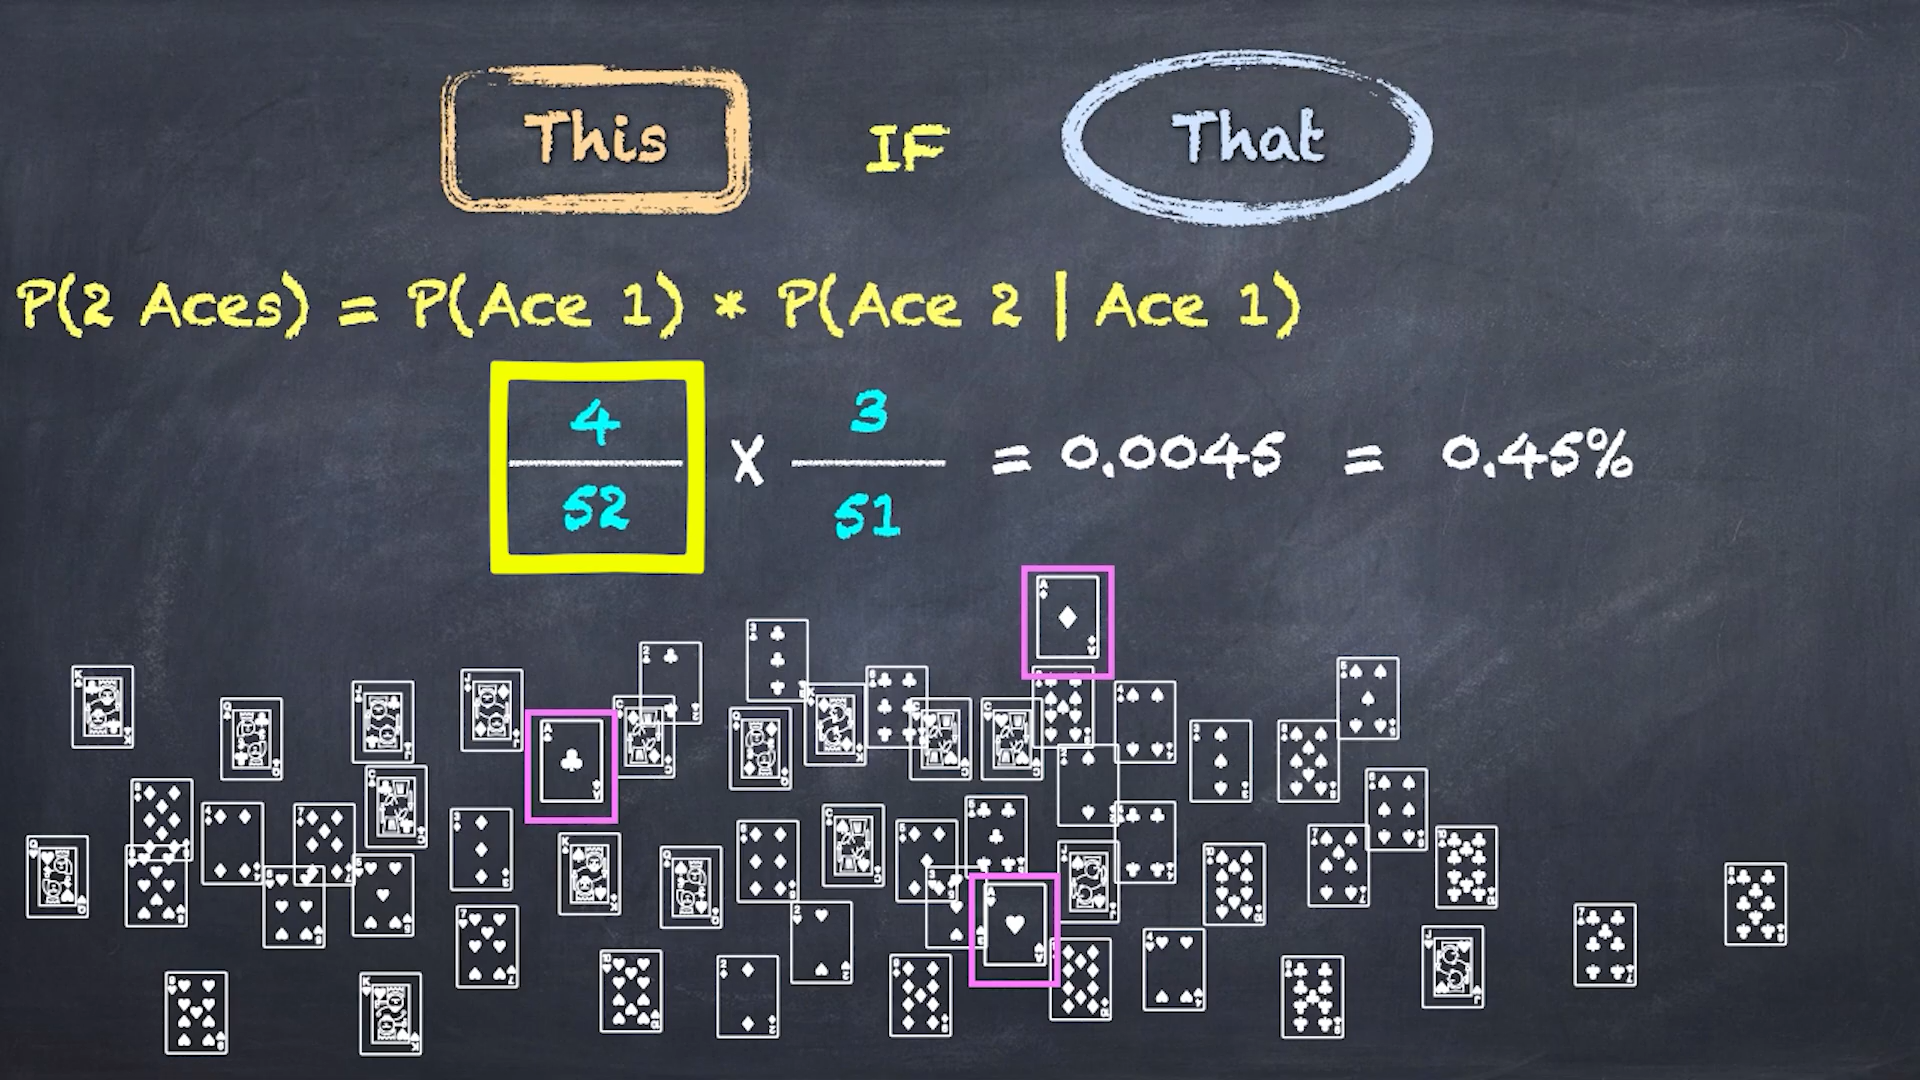 This IF That
P(2 Aces) = P(Ace 1) * P(Ace 2 | Ace 1)
4 3
X = 0.0045 = 0.45%
52 51